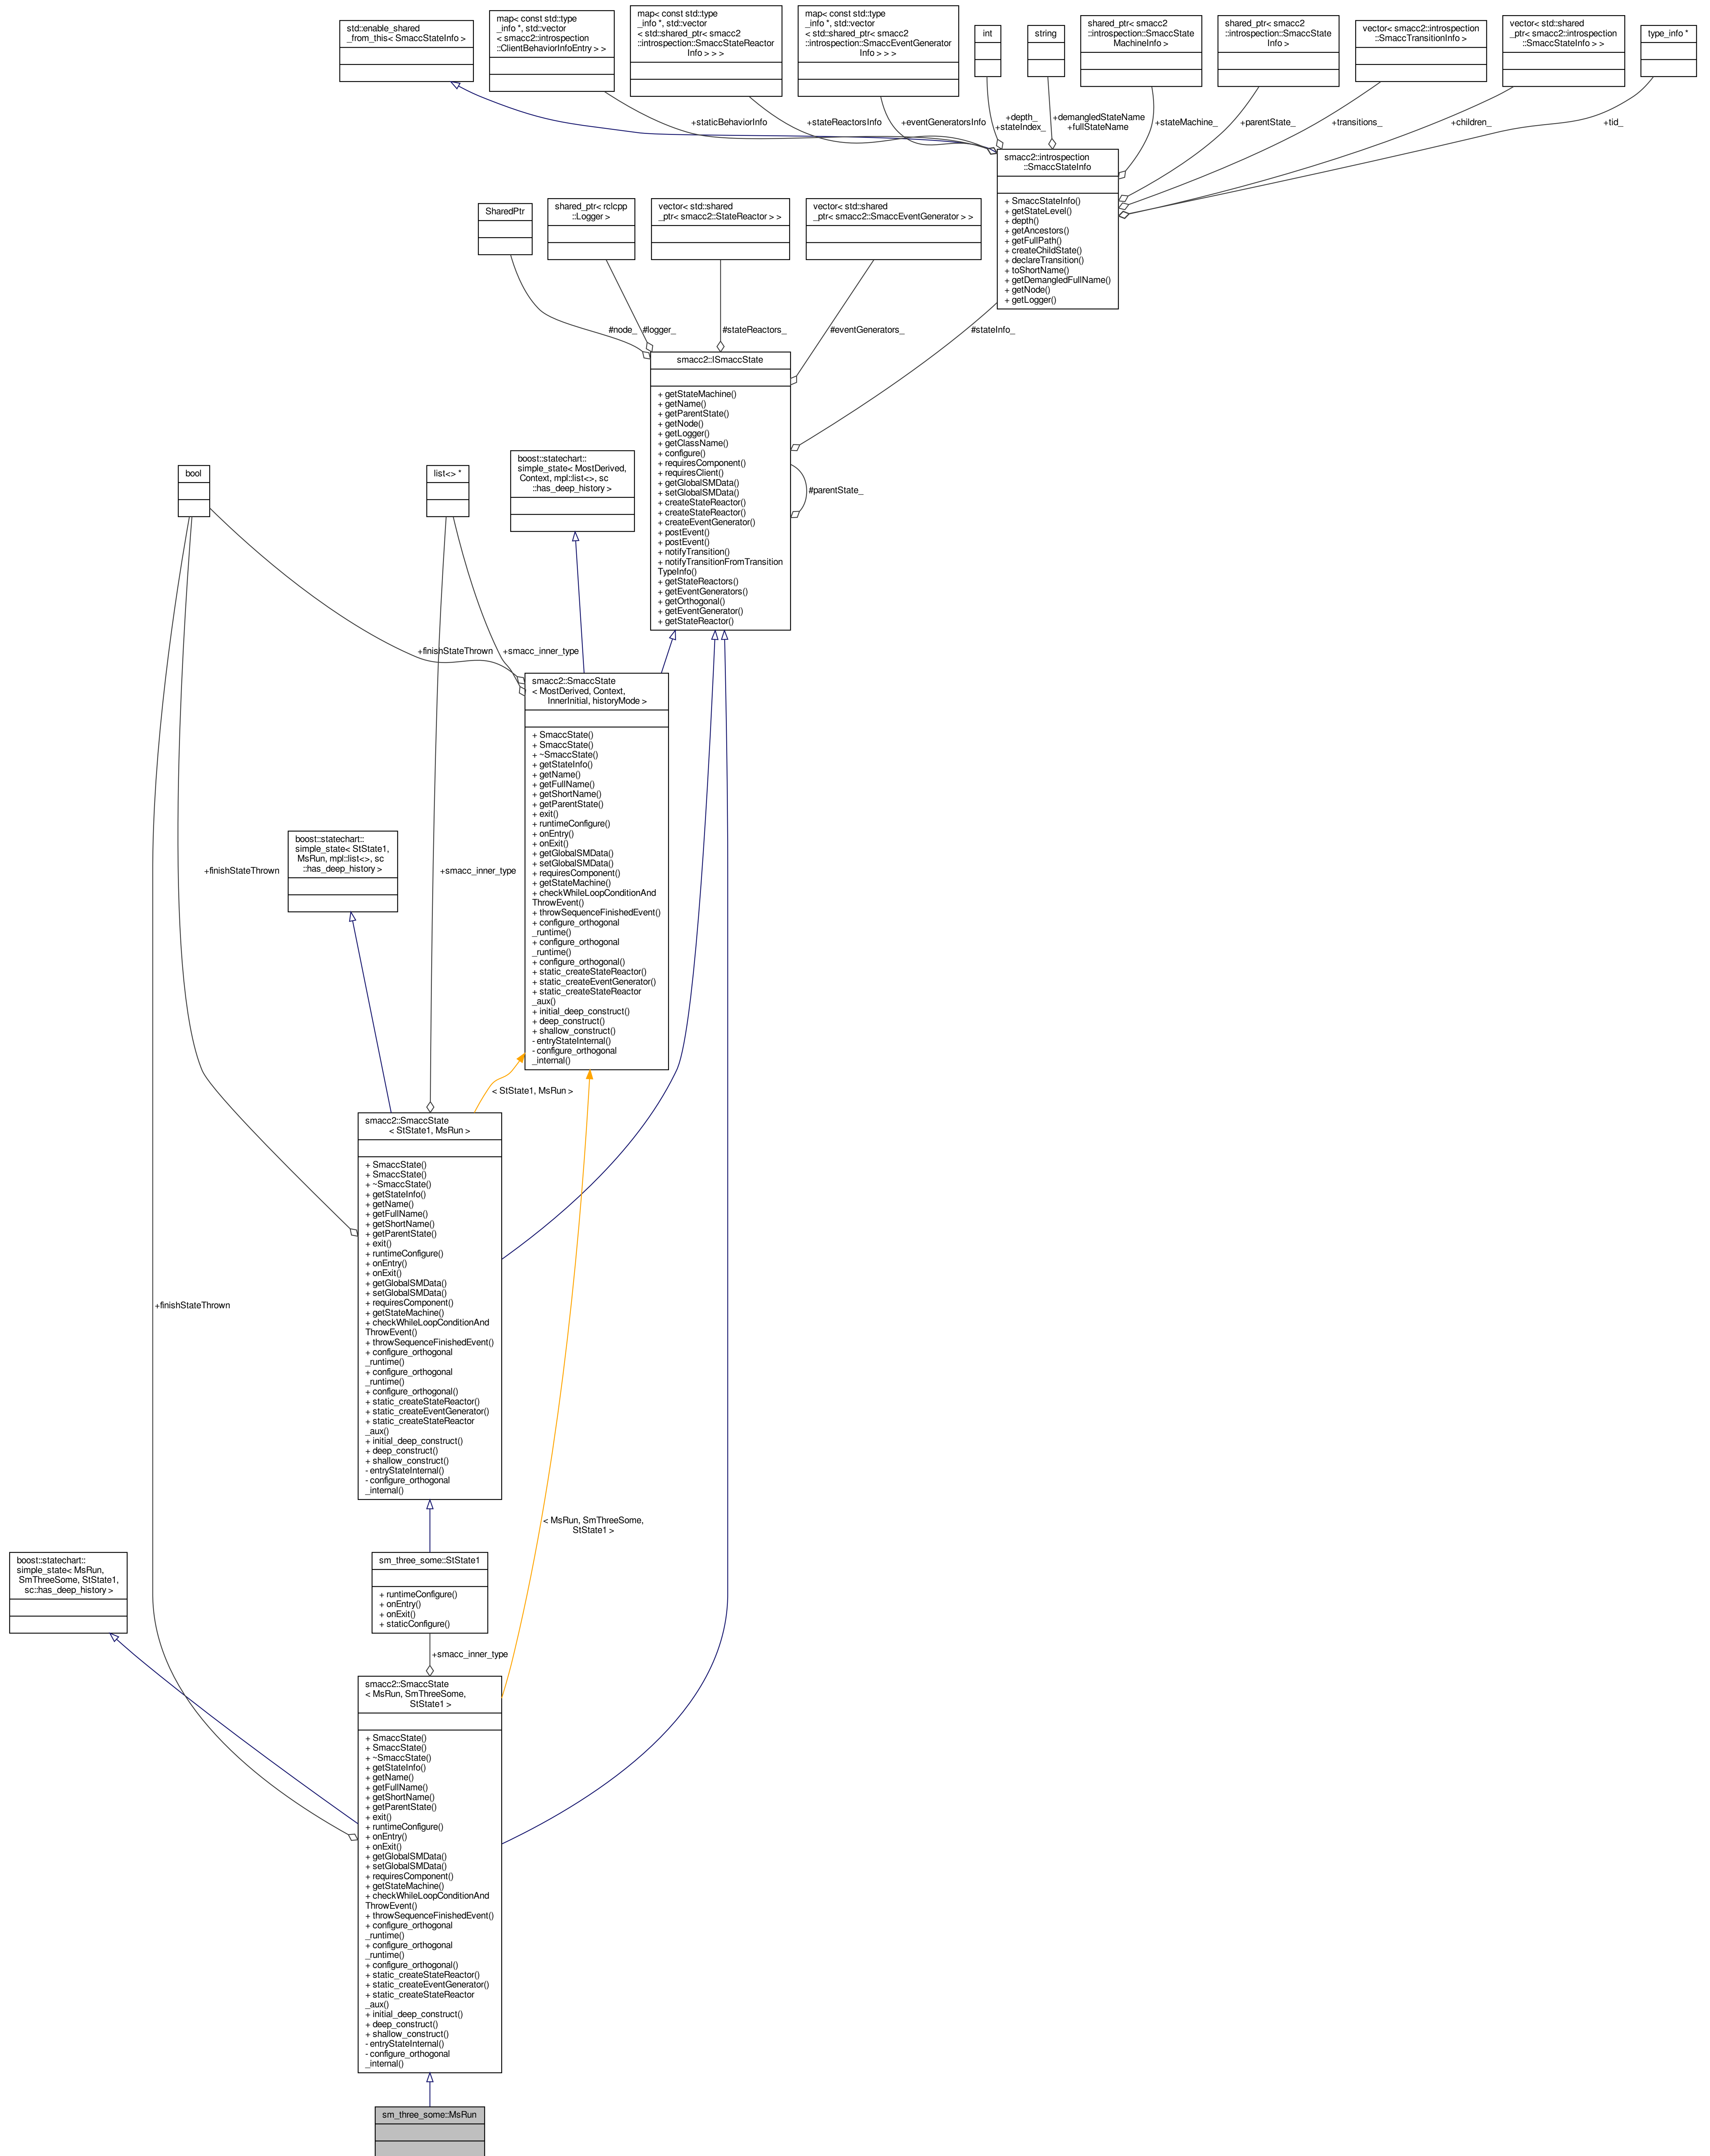 std::enable_shared
_from_this< SmaccStateInfo >
map< const std::type
_info *, std::vector
< smacc2::introspection
::ClientBehaviorInfoEntry > >
map< const std::type
_info *, std::vector
< std::shared_ptr< smacc2
::introspection::SmaccStateReactor
Info > > >
map< const std::type
_info *, std::vector
< std::shared_ptr< smacc2
::introspection::SmaccEventGenerator
Info > > >
int
string
shared_ptr< smacc2
::introspection::SmaccState
MachineInfo >
shared_ptr< smacc2
::introspection::SmaccState
Info >
vector< smacc2::introspection
::SmaccTransitionInfo >
vector< std::shared
_ptr< smacc2::introspection
::SmaccStateInfo > >
type_info *
+staticBehaviorInfo
+stateReactorsInfo
+eventGeneratorsInfo
+depth_
+stateIndex_
+demangledStateName
+fullStateName
+stateMachine_
+parentState_
+transitions_
+children_
+tid_
smacc2::introspection
::SmaccStateInfo
+ SmaccStateInfo()
+ getStateLevel()
+ depth()
+ getAncestors()
+ getFullPath()
+ createChildState()
+ declareTransition()
+ toShortName()
+ getDemangledFullName()
+ getNode()
+ getLogger()
SharedPtr
shared_ptr< rclcpp
::Logger >
vector< std::shared
_ptr< smacc2::StateReactor > >
vector< std::shared
_ptr< smacc2::SmaccEventGenerator > >
#node_
#logger_
#stateReactors_
#eventGenerators_
#stateInfo_
smacc2::ISmaccState
+ getStateMachine()
+ getName()
+ getParentState()
+ getNode()
+ getLogger()
+ getClassName()
+ configure()
+ requiresComponent()
+ requiresClient()
+ getGlobalSMData()
+ setGlobalSMData()
+ createStateReactor()
+ createStateReactor()
+ createEventGenerator()
+ postEvent()
+ postEvent()
+ notifyTransition()
+ notifyTransitionFromTransition
TypeInfo()
+ getStateReactors()
+ getEventGenerators()
+ getOrthogonal()
+ getEventGenerator()
+ getStateReactor()
#parentState_
bool
list<> *
boost::statechart::
simple_state< MostDerived,
Context, mpl::list<>, sc
::has_deep_history >
+finishStateThrown
+smacc_inner_type
smacc2::SmaccState
< MostDerived, Context,
InnerInitial, historyMode >
+ SmaccState()
+ SmaccState()
+ ~SmaccState()
+ getStateInfo()
+ getName()
+ getFullName()
+ getShortName()
+ getParentState()
+ exit()
+ runtimeConfigure()
+ onEntry()
+ onExit()
+ getGlobalSMData()
+ setGlobalSMData()
+ requiresComponent()
+ getStateMachine()
+ checkWhileLoopConditionAnd
ThrowEvent()
+ throwSequenceFinishedEvent()
+ configure_orthogonal
_runtime()
+ configure_orthogonal
_runtime()
+ configure_orthogonal()
+ static_createStateReactor()
+ static_createEventGenerator()
+ static_createStateReactor
_aux()
+ initial_deep_construct()
+ deep_construct()
+ shallow_construct()
- entryStateInternal()
- configure_orthogonal
_internal()
boost::statechart::
simple_state< StState1,
MsRun, mpl::list<>, sc
::has_deep_history >
+finishStateThrown
+smacc_inner_type
< StState1, MsRun >
smacc2::SmaccState
< StState1, MsRun >
+ SmaccState()
+ SmaccState()
+ ~SmaccState()
+ getStateInfo()
+ getName()
+ getFullName()
+ getShortName()
+ getParentState()
+ exit()
+ runtimeConfigure()
+ onEntry()
+ onExit()
+ getGlobalSMData()
+ setGlobalSMData()
+ requiresComponent()
+ getStateMachine()
+ checkWhileLoopConditionAnd
ThrowEvent()
+ throwSequenceFinishedEvent()
+ configure_orthogonal
_runtime()
+ configure_orthogonal
_runtime()
+ configure_orthogonal()
+ static_createStateReactor()
+ static_createEventGenerator()
+ static_createStateReactor
_aux()
+ initial_deep_construct()
+ deep_construct()
+ shallow_construct()
- entryStateInternal()
- configure_orthogonal
_internal()
+finishStateThrown
< MsRun, SmThreeSome,
StState1 >
boost::statechart::
simple_state< MsRun,
SmThreeSome, StState1,
sc::has_deep_history >
sm_three_some::StState1
+ runtimeConfigure()
+ onEntry()
+ onExit()
+ staticConfigure()
+smacc_inner_type
smacc2::SmaccState
< MsRun, SmThreeSome,
StState1 >
+ SmaccState()
+ SmaccState()
+ ~SmaccState()
+ getStateInfo()
+ getName()
+ getFullName()
+ getShortName()
+ getParentState()
+ exit()
+ runtimeConfigure()
+ onEntry()
+ onExit()
+ getGlobalSMData()
+ setGlobalSMData()
+ requiresComponent()
+ getStateMachine()
+ checkWhileLoopConditionAnd
ThrowEvent()
+ throwSequenceFinishedEvent()
+ configure_orthogonal
_runtime()
+ configure_orthogonal
_runtime()
+ configure_orthogonal()
+ static_createStateReactor()
+ static_createEventGenerator()
+ static_createStateReactor
_aux()
+ initial_deep_construct()
+ deep_construct()
+ shallow_construct()
- entryStateInternal()
- configure_orthogonal
_internal()
sm_three_some::MsRun